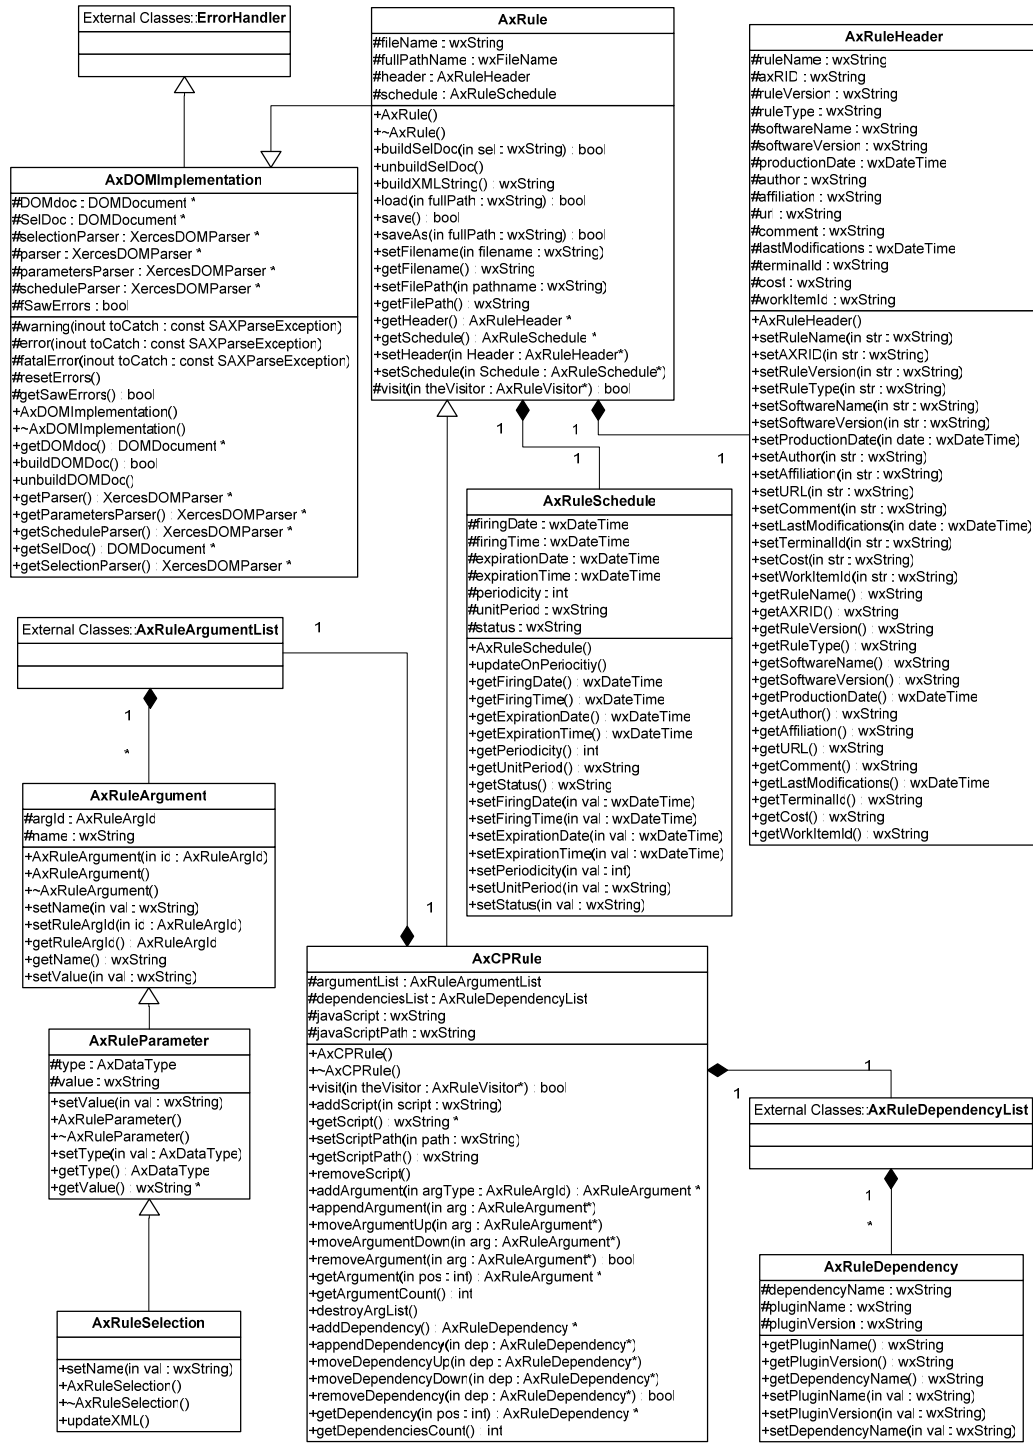 External Classes::ErrorHandler
AxDOMImplementation
#DOMdoc : DOMDocument *
#SelDoc : DOMDocument *
#selectionParser : XercesDOMParser *
#parser : XercesDOMParser *
#parametersParser : XercesDOMParser *
#scheduleParser : XercesDOMParser *
#fSawErrors : bool
#warning(inout toCatch : const SAXParseException)
#error(inout toCatch : const SAXParseException)
#fatalError(inout toCatch : const SAXParseException)
#resetErrors()
#getSawErrors() : bool
+AxDOMImplementation()
+~AxDOMImplementation()
+getDOMdoc() : DOMDocument *
+buildDOMDoc() : bool
+unbuildDOMDoc()
+getParser() : XercesDOMParser *
+getParametersParser() : XercesDOMParser *
+getScheduleParser() : XercesDOMParser *
+getSelDoc() : DOMDocument *
+getSelectionParser() : XercesDOMParser *
AxRule
#fileName : wxString
#fullPathName : wxFileName
#header : AxRuleHeader
#schedule : AxRuleSchedule
+AxRule()
+~AxRule()
+buildSelDoc(in sel : wxString) : bool
+unbuildSelDoc()
+buildXMLString() : wxString
+load(in fullPath : wxString) : bool
+save() : bool
+saveAs(in fullPath : wxString) : bool
+setFilename(in filename : wxString)
+getFilename() : wxString
+setFilePath(in pathname : wxString)
+getFilePath() : wxString
+getHeader() : AxRuleHeader *
+getSchedule() : AxRuleSchedule *
+setHeader(in Header : AxRuleHeader*)
+setSchedule(in Schedule : AxRuleSchedule*)
#visit(in theVisitor : AxRuleVisitor*) : bool
1
1
1
1
AxRuleHeader
#ruleName : wxString
#axRID : wxString
#ruleVersion : wxString
#ruleType : wxString
#softwareName : wxString
#softwareVersion : wxString
#productionDate : wxDateTime
#author : wxString
#affiliation : wxString
#url : wxString
#comment : wxString
#lastModifications : wxDateTime
#terminalId : wxString
#cost : wxString
#workItemId : wxString
+AxRuleHeader()
+setRuleName(in str : wxString)
+setAXRID(in str : wxString)
+setRuleVersion(in str : wxString)
+setRuleType(in str : wxString)
+setSoftwareName(in str : wxString)
+setSoftwareVersion(in str : wxString)
+setProductionDate(in date : wxDateTime)
+setAuthor(in str : wxString)
+setAffiliation(in str : wxString)
+setURL(in str : wxString)
+setComment(in str : wxString)
+setLastModifications(in date : wxDateTime)
+setTerminalId(in str : wxString)
+setCost(in str : wxString)
+setWorkItemId(in str : wxString)
+getRuleName() : wxString
+getAXRID() : wxString
+getRuleVersion() : wxString
+getRuleType() : wxString
+getSoftwareName() : wxString
+getSoftwareVersion() : wxString
+getProductionDate() : wxDateTime
+getAuthor() : wxString
+getAffiliation() : wxString
+getURL() : wxString
+getComment() : wxString
+getLastModifications() : wxDateTime
+getTerminalId() : wxString
+getCost() : wxString
+getWorkItemId() : wxString
AxRuleSchedule
#firingDate : wxDateTime
#firingTime : wxDateTime
#expirationDate : wxDateTime
#expirationTime : wxDateTime
#periodicity : int
#unitPeriod : wxString
#status : wxString
+AxRuleSchedule()
+updateOnPeriocitiy()
+getFiringDate() : wxDateTime
+getFiringTime() : wxDateTime
+getExpirationDate() : wxDateTime
+getExpirationTime() : wxDateTime
+getPeriodicity() : int
+getUnitPeriod() : wxString
+getStatus() : wxString
+setFiringDate(in val : wxDateTime)
+setFiringTime(in val : wxDateTime)
+setExpirationDate(in val : wxDateTime)
+setExpirationTime(in val : wxDateTime)
+setPeriodicity(in val : int)
+setUnitPeriod(in val : wxString)
+setStatus(in val : wxString)
External Classes::AxRuleArgumentList
1
1
*
1
AxRuleArgument
#argId : AxRuleArgId
#name : wxString
+AxRuleArgument(in id : AxRuleArgId)
+AxRuleArgument()
+~AxRuleArgument()
+setName(in val : wxString)
+setRuleArgId(in id : AxRuleArgId)
+getRuleArgId() : AxRuleArgId
+getName() : wxString
+setValue(in val : wxString)
AxRuleParameter
#type : AxDataType
#value : wxString
+setValue(in val : wxString)
+AxRuleParameter()
+~AxRuleParameter()
+setType(in val : AxDataType)
+getType() : AxDataType
+getValue() : wxString *
AxRuleSelection
+setName(in val : wxString)
+AxRuleSelection()
+~AxRuleSelection()
+updateXML()
AxCPRule
#argumentList : AxRuleArgumentList
#dependenciesList : AxRuleDependencyList
#javaScript : wxString
#javaScriptPath : wxString
+AxCPRule()
+~AxCPRule()
+visit(in theVisitor : AxRuleVisitor*) : bool
+addScript(in script : wxString)
+getScript() : wxString *
+setScriptPath(in path : wxString)
+getScriptPath() : wxString
+removeScript()
+addArgument(in argType : AxRuleArgId) : AxRuleArgument *
+appendArgument(in arg : AxRuleArgument*)
+moveArgumentUp(in arg : AxRuleArgument*)
+moveArgumentDown(in arg : AxRuleArgument*)
+removeArgument(in arg : AxRuleArgument*) : bool
+getArgument(in pos : int) : AxRuleArgument *
+getArgumentCount() : int
+destroyArgList()
+addDependency() : AxRuleDependency *
+appendDependency(in dep : AxRuleDependency*)
+moveDependencyUp(in dep : AxRuleDependency*)
+moveDependencyDown(in dep : AxRuleDependency*)
+removeDependency(in dep : AxRuleDependency*) : bool
+getDependency(in pos : int) : AxRuleDependency *
+getDependenciesCount() : int
1
1
External Classes::AxRuleDependencyList
1
*
AxRuleDependency
#dependencyName : wxString
#pluginName : wxString
#pluginVersion : wxString
+getPluginName() : wxString
+getPluginVersion() : wxString
+getDependencyName() : wxString
+setPluginName(in val : wxString)
+setPluginVersion(in val : wxString)
+setDependencyName(in val : wxString)